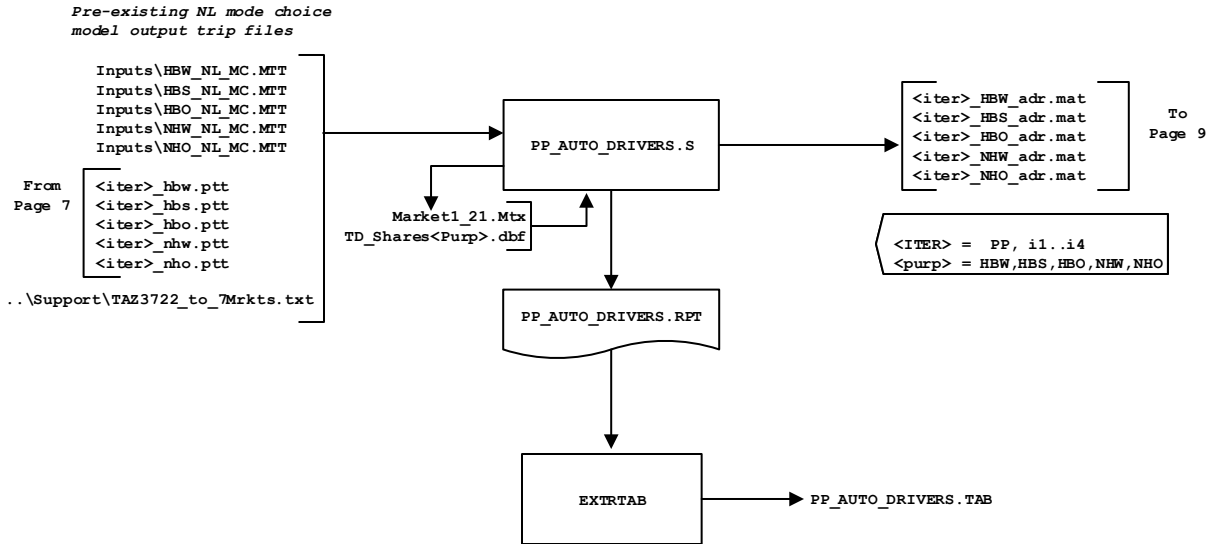 Pre-existing NL mode choice
model output trip files
Inputs\HBW_NL_MC.MTT
Inputs\HBS_NL_MC.MTT
Inputs\HBO_NL_MC.MTT
Inputs\NHW_NL_MC.MTT
Inputs\NHO_NL_MC.MTT
From
Page 7
<iter>_hbw.ptt
<iter>_hbs.ptt
<iter>_hbo.ptt
<iter>_nhw.ptt
<iter>_nho.ptt
..\Support\TAZ3722_to_7Mrkts.txt
PP_AUTO_DRIVERS.S
Market1_21.Mtx
TD_Shares<Purp>.dbf
<iter>_HBW_adr.mat
<iter>_HBS_adr.mat
<iter>_HBO_adr.mat
<iter>_NHW_adr.mat
<iter>_NHO_adr.mat
To
Page 9
<ITER> = PP, i1..i4
<purp> = HBW,HBS,HBO,NHW,NHO
PP_AUTO_DRIVERS.RPT
EXTRTAB
PP_AUTO_DRIVERS.TAB